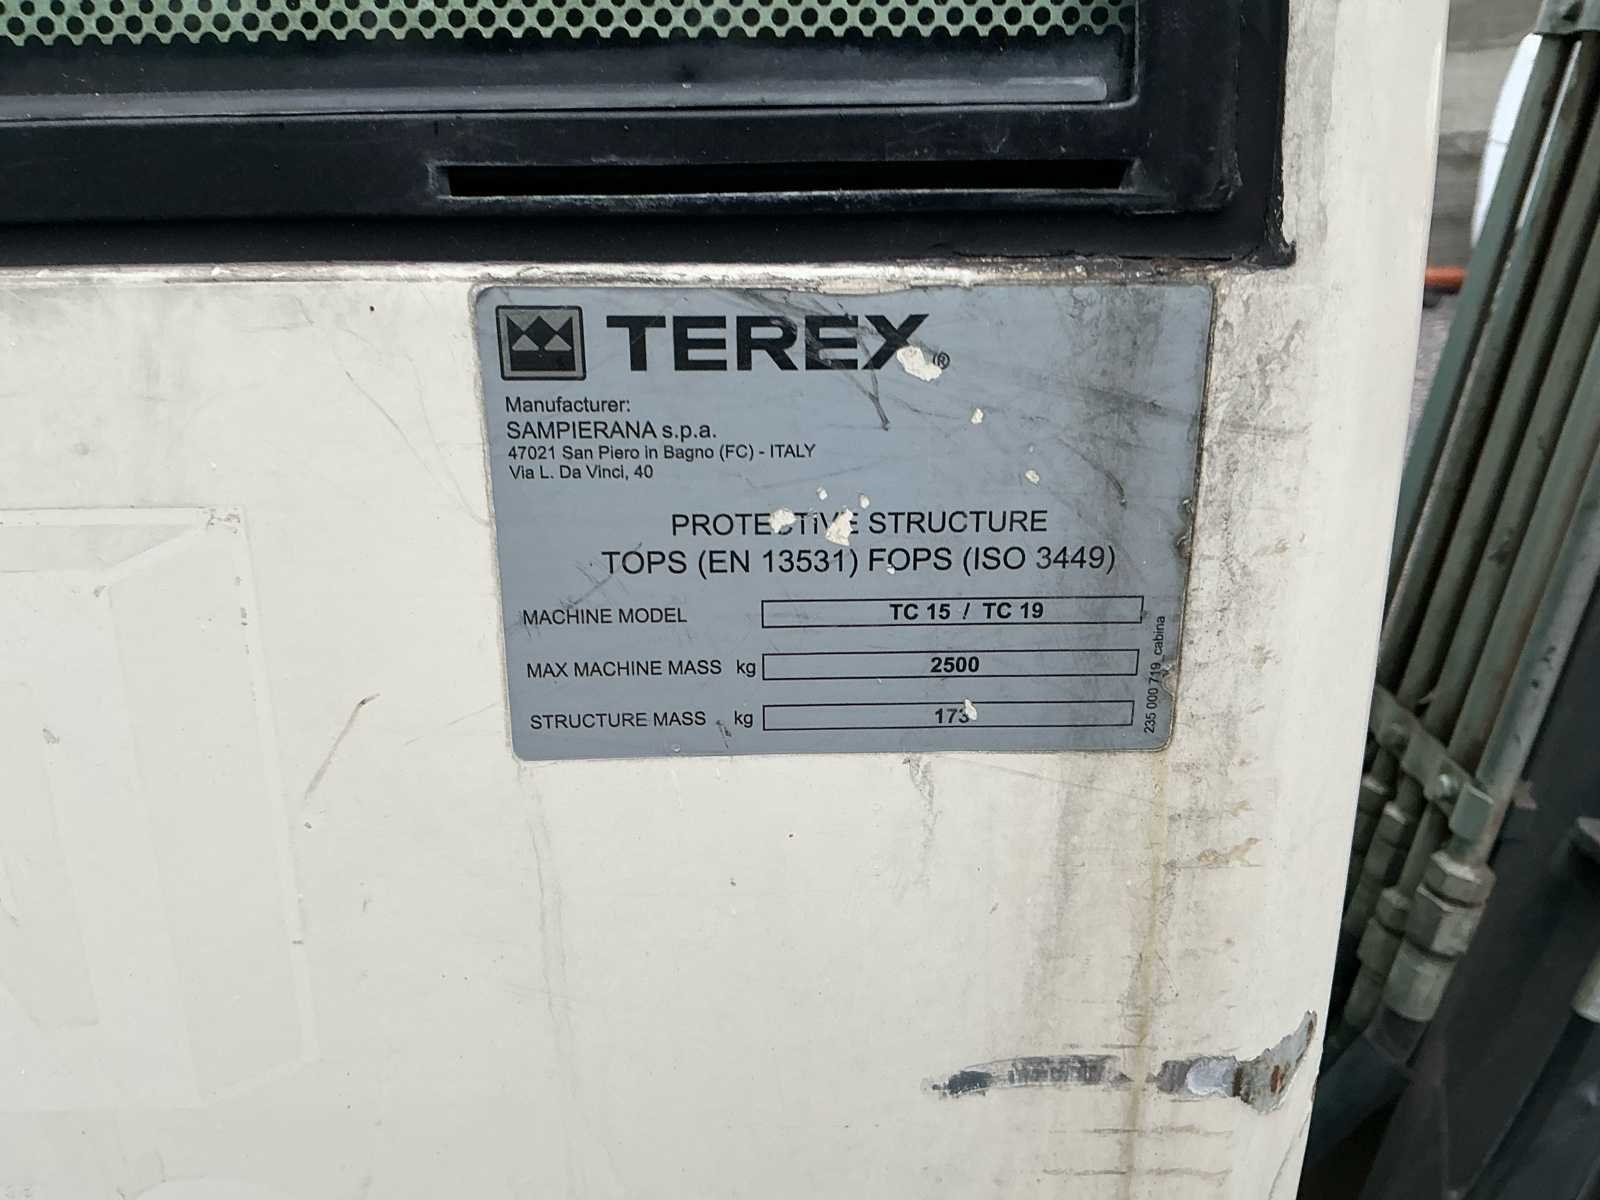 TEREX®
Manufacturer:
SAMPIERANA s.p.a.
47021 San Piero in Bagno (FC) - ITALY
Via L. Da Vinci, 40
PROTECTIVE STRUCTURE
TOPS (EN 13531) FOPS (ISO 3449)
MACHINE MODEL TC 15 / TC 19
MAX MACHINE MASS kg 2500
STRUCTURE MASS kg 173
235 000 719_cabina